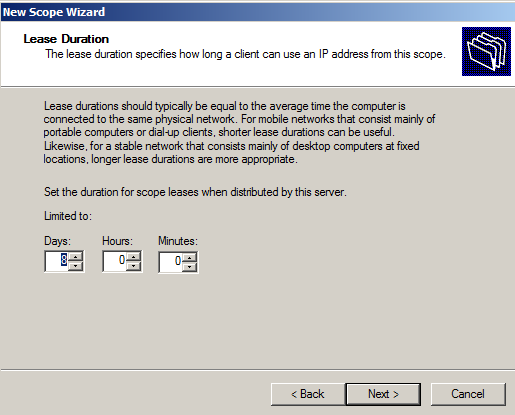 New Scope Wizard
Lease Duration
The lease duration specifies how long a client can use an IP address from this scope.
Lease durations should typically be equal to the average time the computer is
connected to the same physical network. For mobile networks that consist mainly of
portable computers or dial-up clients, shorter lease durations can be useful.
Likewise, for a stable network that consists mainly of desktop computers at fixed
locations, longer lease durations are more appropriate.
Set the duration for scope leases when distributed by this server.
Limited to:
Days: Hours: Minutes:
8 0 0
< Back Next > Cancel